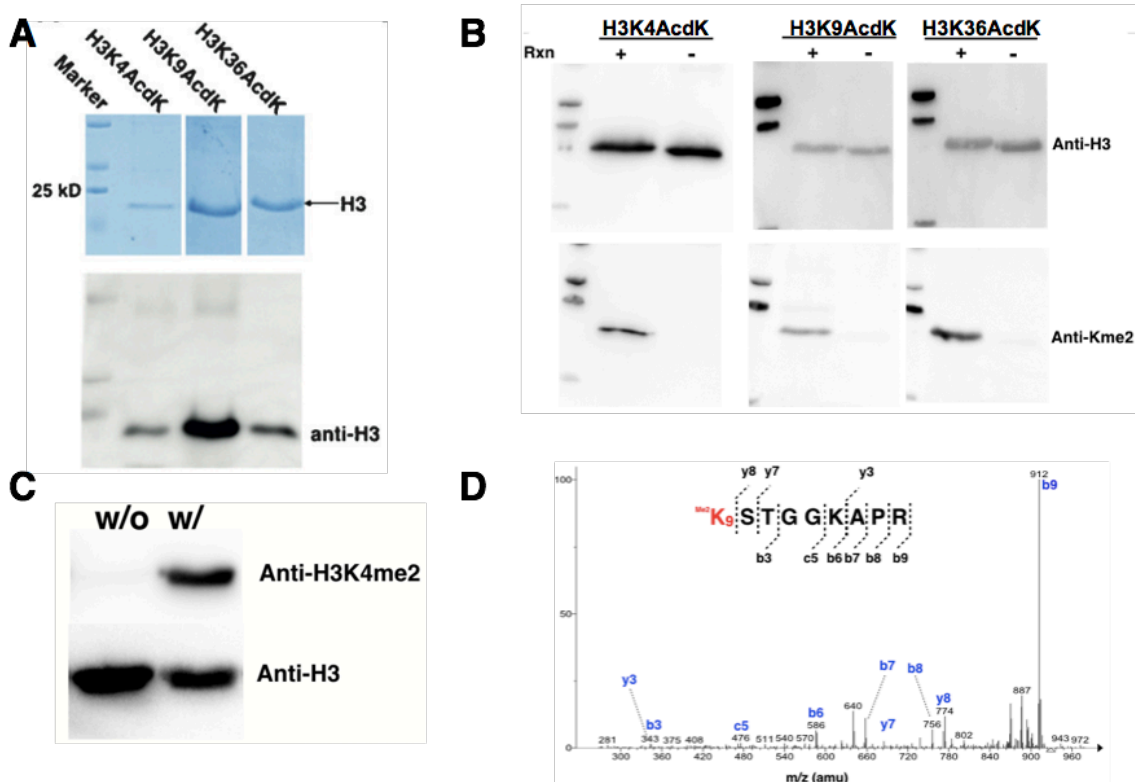 A
Marker
H3K4AcdK
H3K9AcdK
H3K36AcdK
25 kD
H3
anti-H3
B
H3K4AcdK H3K9AcdK H3K36AcdK
Rxn + - + - + -
Anti-H3
Anti-Kme2
C
w/o w/
Anti-H3K4me2
Anti-H3
D
y8 y7 y3
Me2K9 S T G G K A P R
b3 c5 b6 b7 b8 b9
100
912
b9
50
b7 b8
y3
y8
887
b3 c5 b6 640 y7 774
586 756
281 343 375 408 476 511 540 570 802 943 972
0
300 360 420 480 540 600 660 720 780 840 900 960
m/z (amu)